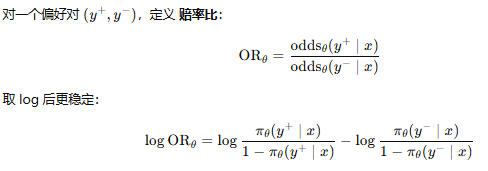 对一个偏好对 (y⁺, y⁻)，定义 赔率比：
OR_θ = odds_θ(y⁺ | x) / odds_θ(y⁻ | x)
取 log 后更稳定：
log OR_θ = log π_θ(y⁺ | x) / (1 − π_θ(y⁺ | x)) − log π_θ(y⁻ | x) / (1 − π_θ(y⁻ | x))